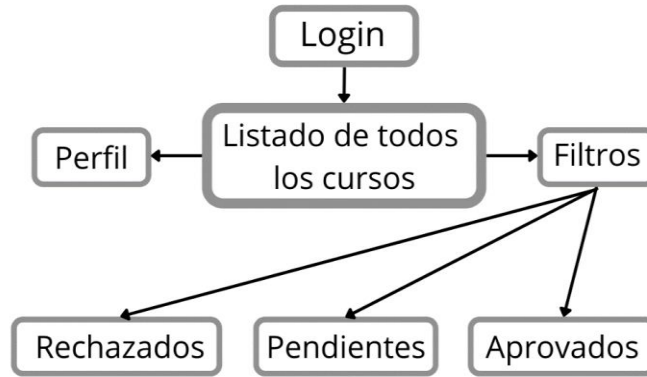 Login
Perfil
Listado de todos
los cursos
Filtros
Rechazados
Pendientes
Aprovados